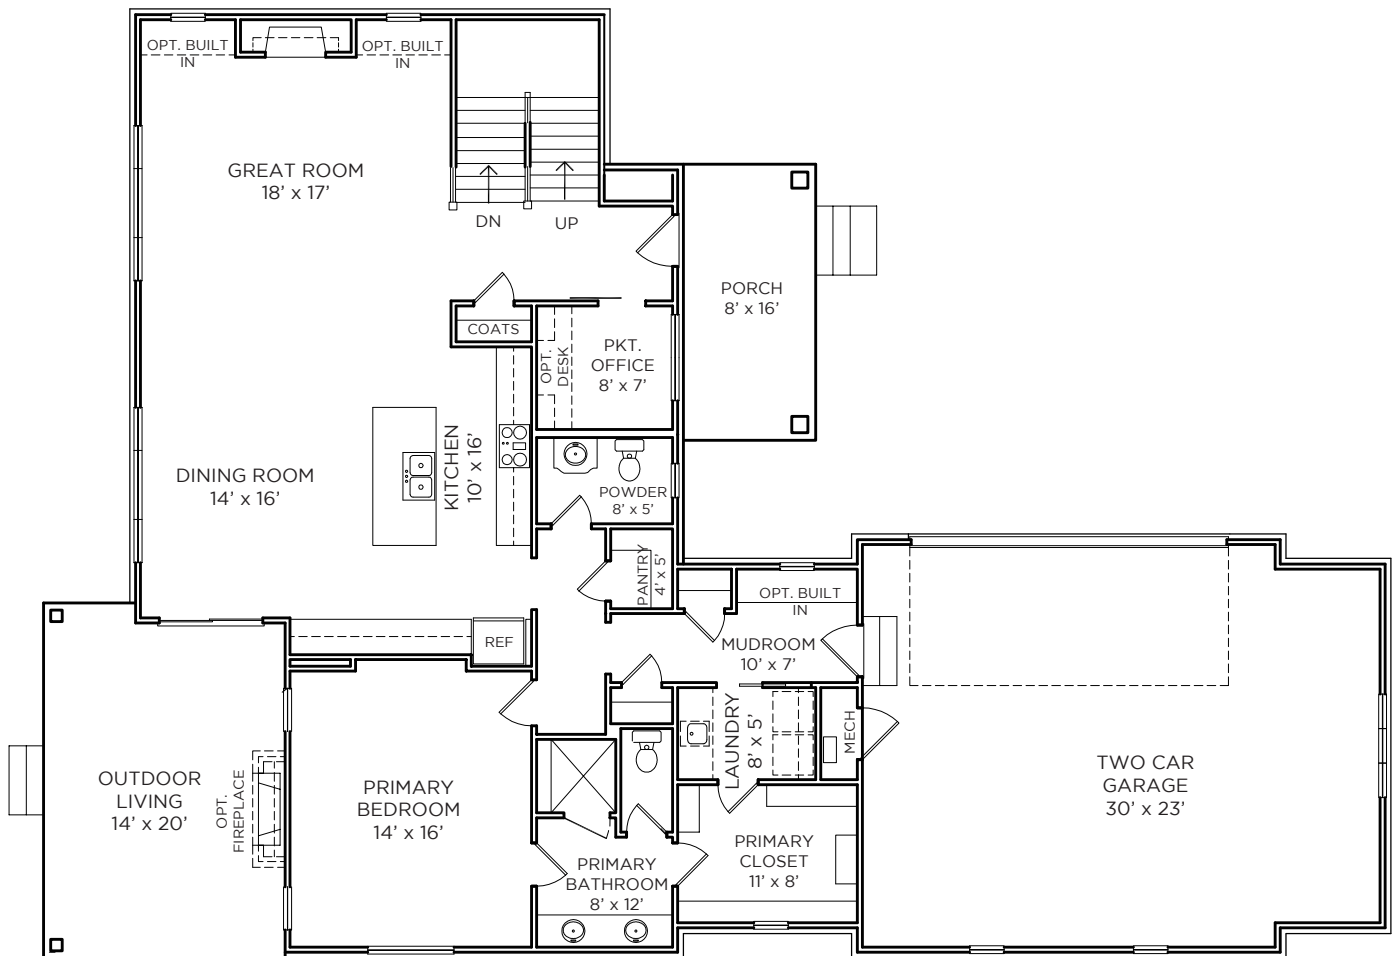 OPT. BUILT
IN
OPT. BUILT
IN
GREAT ROOM
18’ x 17’
DN
UP
PORCH
8’ x 16’
COATS
OPT.
DESK
PKT.
OFFICE
8’ x 7’
KITCHEN
10’ x 16’
DINING ROOM
14’ x 16’
POWDER
8’ x 5’
PANTRY
4’ x 5’
OPT. BUILT
IN
REF
MUDROOM
10’ x 7’
LAUNDRY
8’ x 5’
MECH
TWO CAR
GARAGE
30’ x 23’
OUTDOOR
LIVING
14’ x 20’
OPT.
FIREPLACE
PRIMARY
BEDROOM
14’ x 16’
PRIMARY
BATHROOM
8’ x 12’
PRIMARY
CLOSET
11’ x 8’